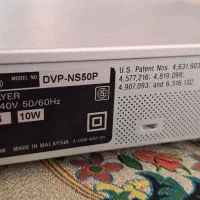 MODEL NO. DVP-NS50P
AYER
40V 50/60Hz
10W
MADE IN MALAYSIA
U.S. Patent Nos. 4,631,603
4,577,216; 4,819,098;
4,907,093; and 6,516,132.